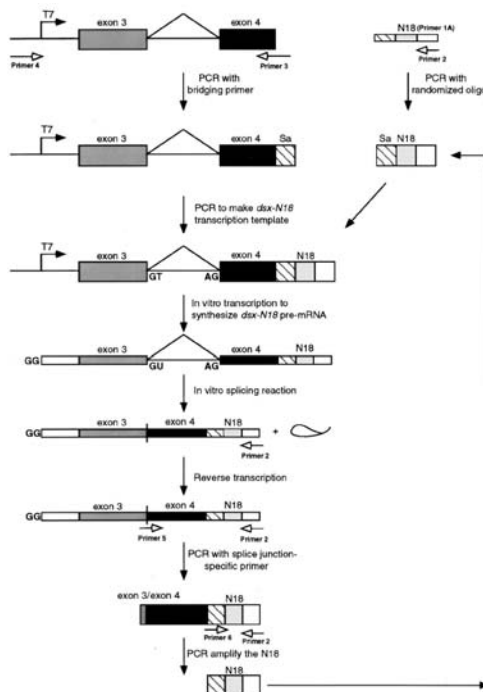 T7 exon 3 exon 4 N18(Primer 1A)
Primer 4 Primer 3 Primer 2
PCR with
bridging primer
PCR with
randomized oligo
T7 exon 3 exon 4 Sa Sa N18
PCR to make dsx-N18
transcription template
T7 exon 3 exon 4 N18
GT AG
In vitro transcription to
synthesize dsx-N18 pre-mRNA
exon 3 exon 4 N18
GG GU AG
In vitro splicing reaction
exon 3 exon 4 N18
GG +
Primer 2
Reverse transcription
exon 3 exon 4 N18
GG
Primer 5 Primer 2
PCR with splice junction-
specific primer
exon 3/exon 4 N18
Primer 6 Primer 2
PCR amplify the N18
N18